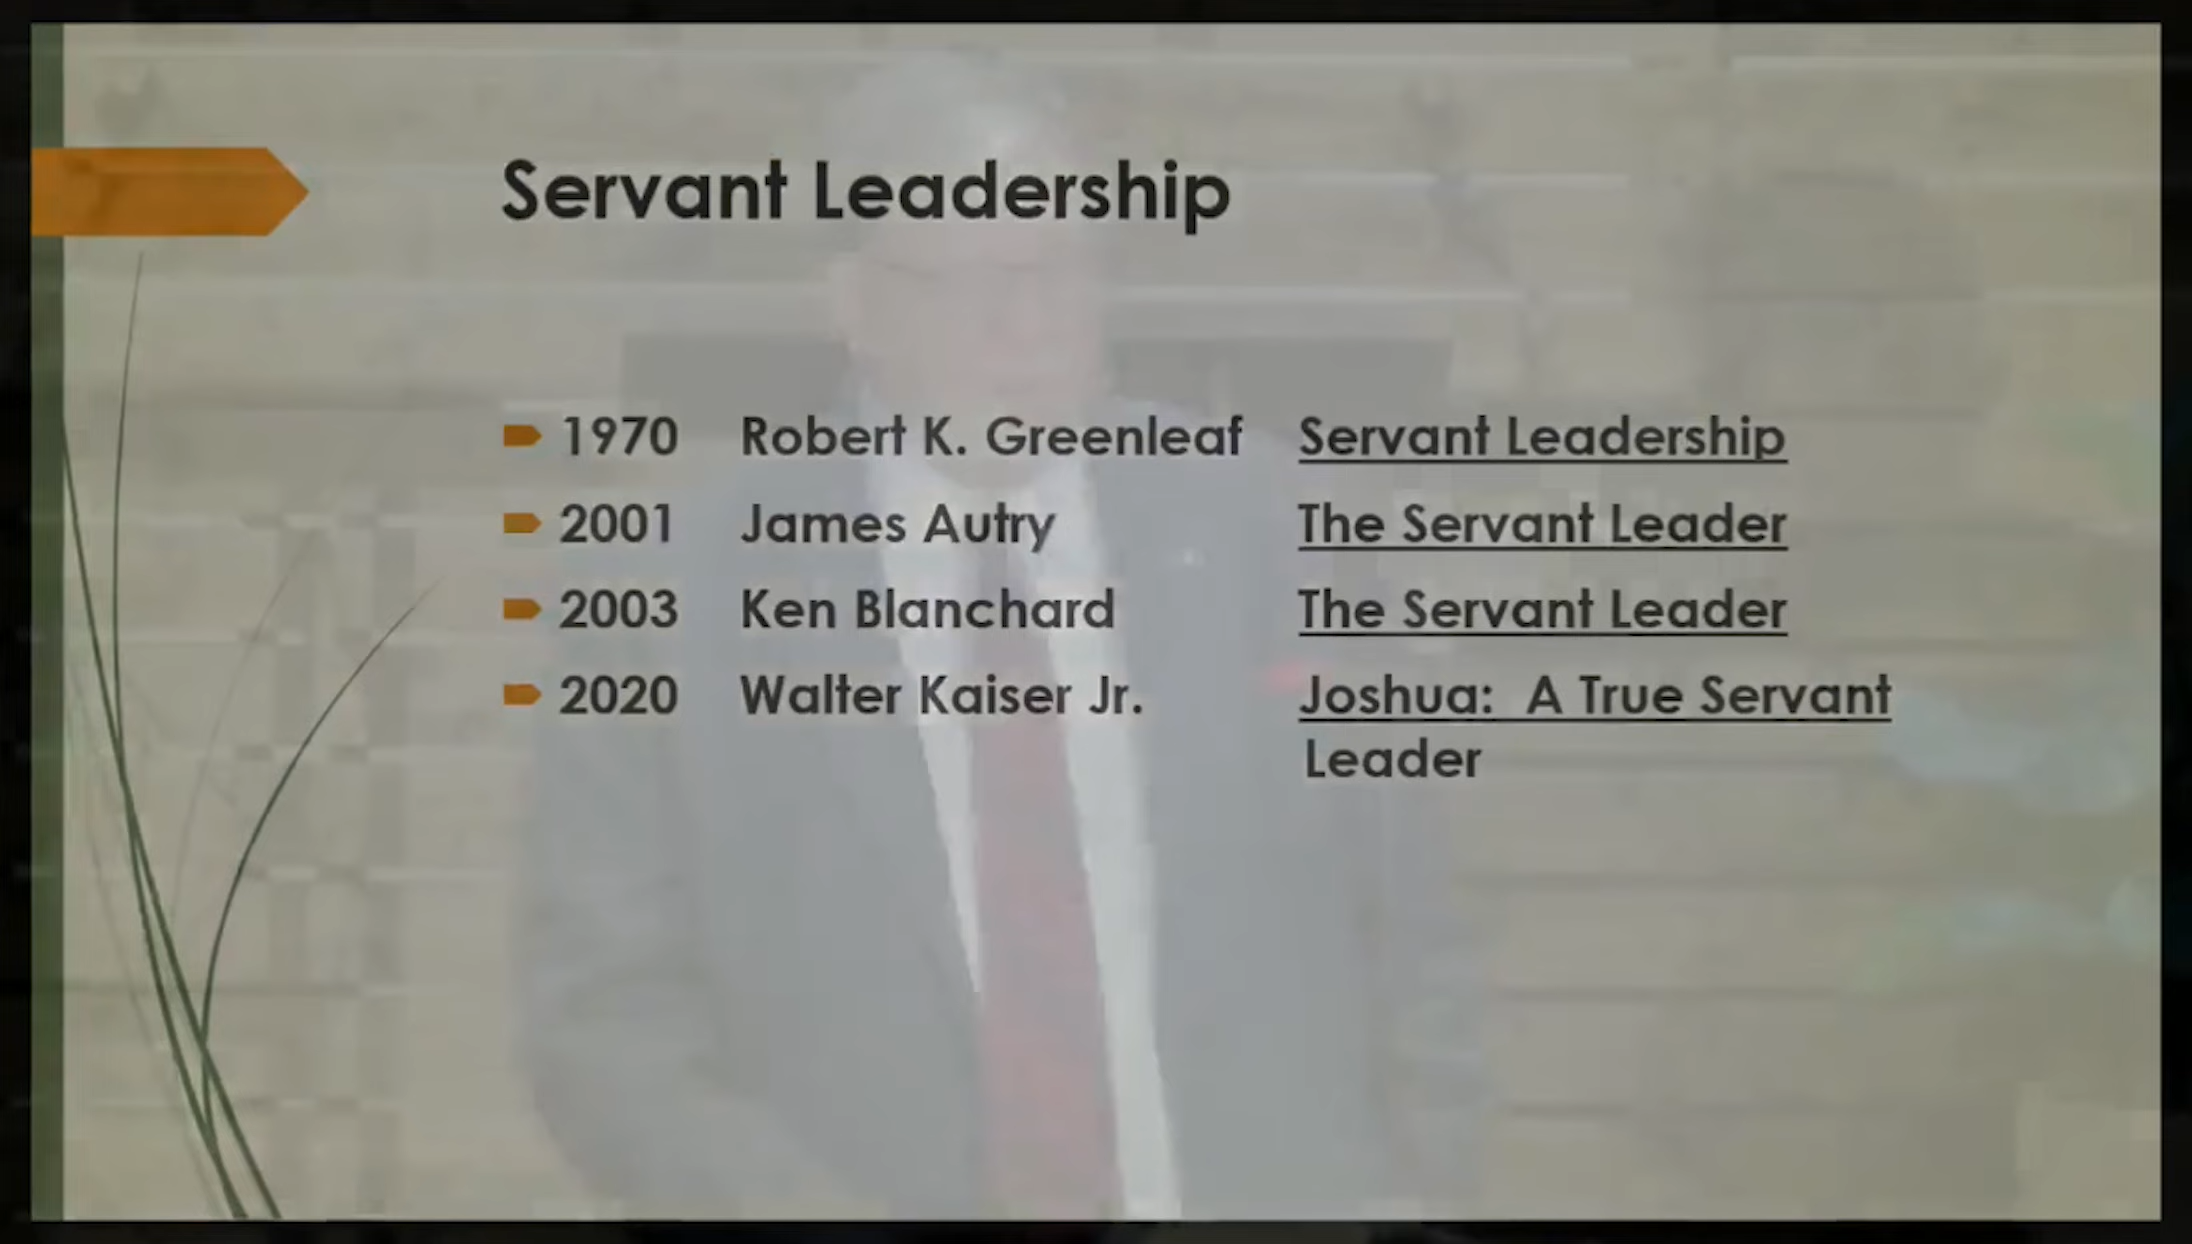 Servant Leadership
1970 Robert K. Greenleaf Servant Leadership
2001 James Autry The Servant Leader
2003 Ken Blanchard The Servant Leader
2020 Walter Kaiser Jr. Joshua: A True Servant
Leader